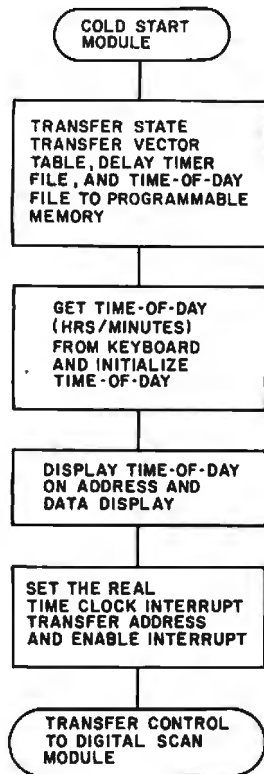 COLD START
MODULE
TRANSFER STATE
TRANSFER VECTOR
TABLE, DELAY TIMER
FILE, AND TIME-OF-DAY
FILE TO PROGRAMMABLE
MEMORY
GET TIME-OF-DAY
(HRS/MINUTES)
FROM KEYBOARD
AND INITIALIZE
TIME-OF-DAY
DISPLAY TIME-OF-DAY
ON ADDRESS AND
DATA DISPLAY
SET THE REAL
TIME CLOCK INTERRUPT
TRANSFER ADDRESS
AND ENABLE INTERRUPT
TRANSFER CONTROL
TO DIGITAL SCAN
MODULE